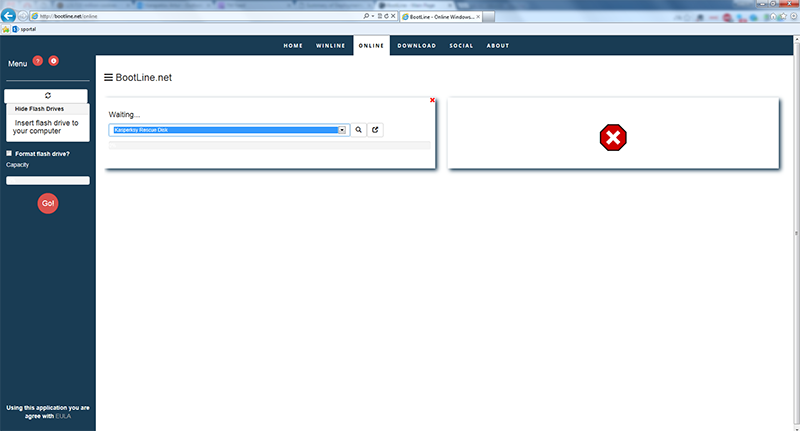 http://bootline.net/online
BootLine - Online Windows...
sportal
HOME
WINLINE
ONLINE
DOWNLOAD
SOCIAL
ABOUT
Menu
?
BootLine.net
Hide Flash Drives
Insert flash drive to
your computer
Format flash drive?
Capacity
Go!
Waiting...
Kaspersky Rescue Disk
Using this application you are
agree with EULA